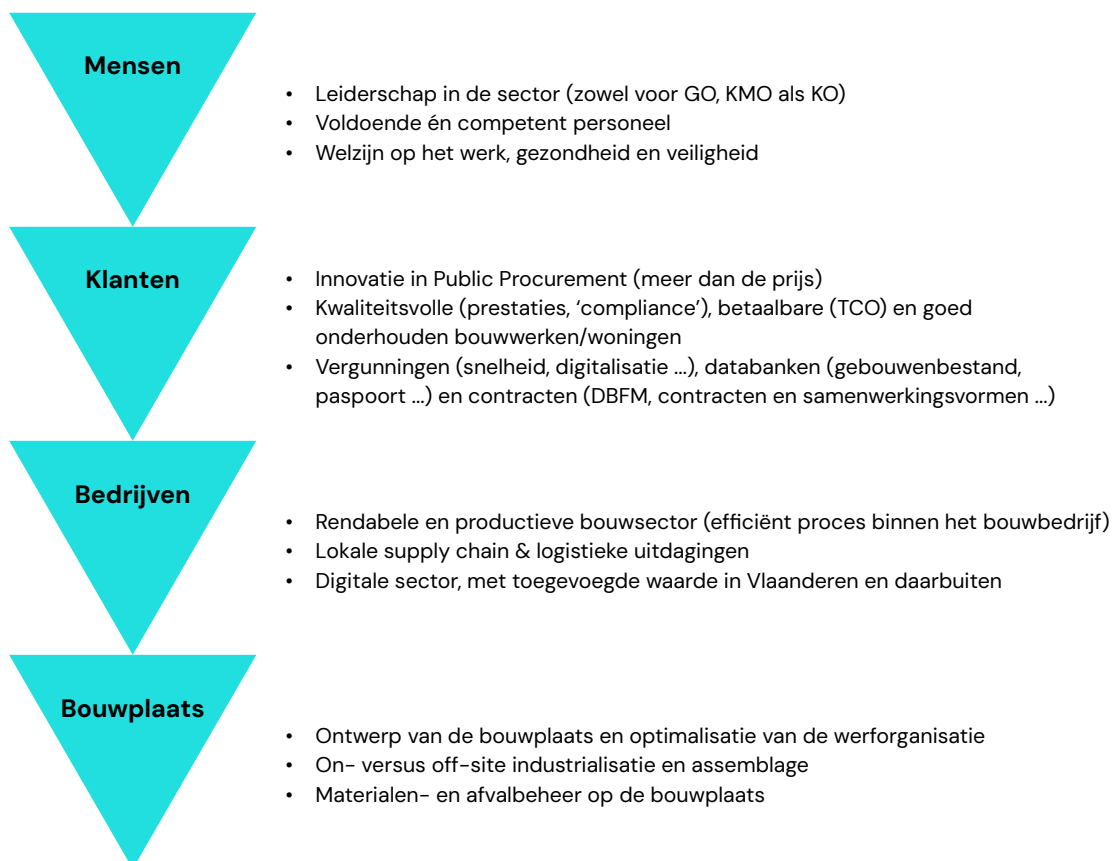 Mensen
• Leiderschap in de sector (zowel voor GO, KMO als KO)
• Voldoende én competent personeel
• Welzijn op het werk, gezondheid en veiligheid
Klanten
• Innovatie in Public Procurement (meer dan de prijs)
• Kwaliteitsvolle (prestaties, ‘compliance’), betaalbare (TCO) en goed
onderhouden bouwwerken/woningen
• Vergunningen (snelheid, digitalisatie ...), databanken (gebouwenbestand,
paspoort ...) en contracten (DBFM, contracten en samenwerkingsvormen ...)
Bedrijven
• Rendabele en productieve bouwsector (efficiënt proces binnen het bouwbedrijf)
• Lokale supply chain & logistieke uitdagingen
• Digitale sector, met toegevoegde waarde in Vlaanderen en daarbuiten
Bouwplaats
• Ontwerp van de bouwplaats en optimalisatie van de werforganisatie
• On- versus off-site industrialisatie en assemblage
• Materialen- en afvalbeheer op de bouwplaats